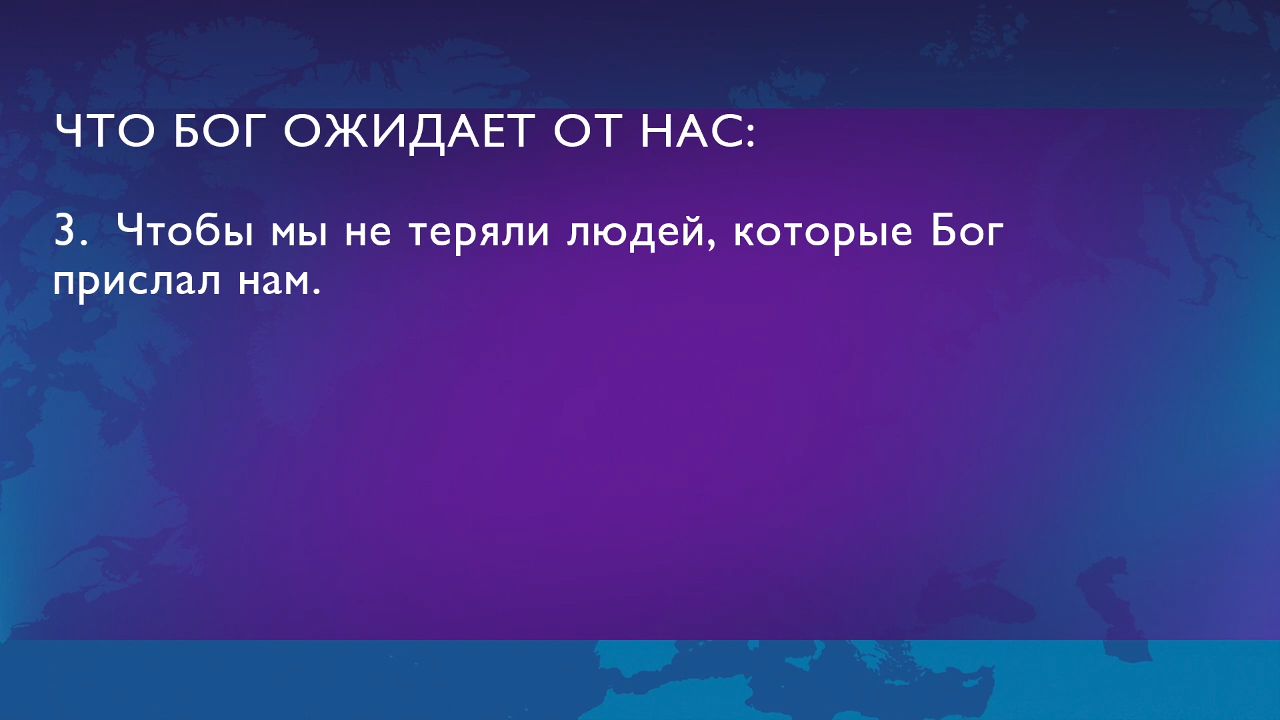 ЧТО БОГ ОЖИДАЕТ ОТ НАС:
3. Чтобы мы не теряли людей, которые Бог
прислал нам.